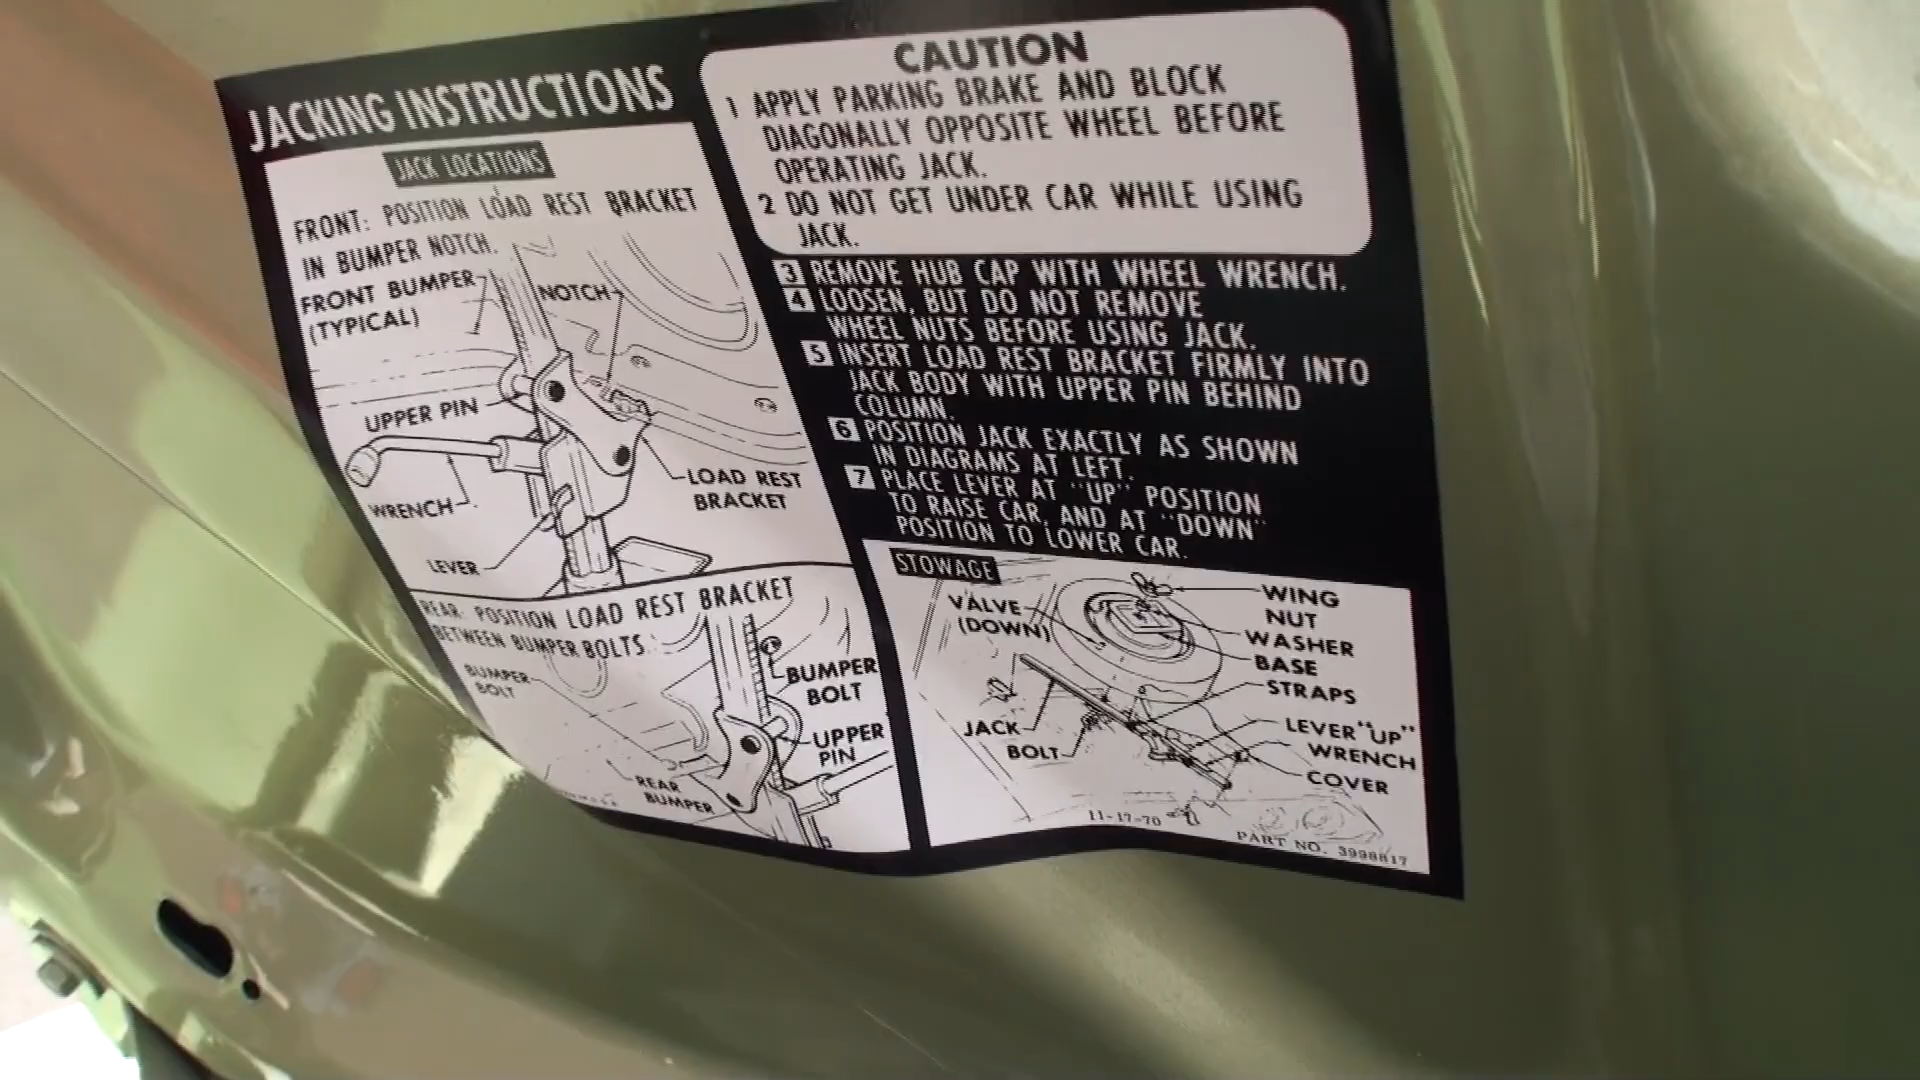 JACKING INSTRUCTIONS
JACK LOCATIONS
FRONT: POSITION LOAD REST BRACKET
IN BUMPER NOTCH.
FRONT BUMPER
(TYPICAL)
NOTCH
UPPER PIN
WRENCH
LOAD REST
BRACKET
LEVER
REAR: POSITION LOAD REST BRACKET
BETWEEN BUMPER BOLTS.
BUMPER
BOLT
BUMPER
BOLT
UPPER
PIN
REAR
BUMPER
CAUTION
1 APPLY PARKING BRAKE AND BLOCK
DIAGONALLY OPPOSITE WHEEL BEFORE
OPERATING JACK.
2 DO NOT GET UNDER CAR WHILE USING
JACK.
3 REMOVE HUB CAP WITH WHEEL WRENCH.
4 LOOSEN, BUT DO NOT REMOVE
WHEEL NUTS BEFORE USING JACK.
5 INSERT LOAD REST BRACKET FIRMLY INTO
JACK BODY WITH UPPER PIN BEHIND
COLUMN.
6 POSITION JACK EXACTLY AS SHOWN
IN DIAGRAMS AT LEFT.
7 PLACE LEVER AT "UP" POSITION
TO RAISE CAR, AND AT "DOWN"
POSITION TO LOWER CAR.
STOWAGE
VALVE
(DOWN)
WING
NUT
WASHER
BASE
STRAPS
JACK
BOLT
LEVER "UP"
WRENCH
COVER
11-17-70
PART NO. 3998817